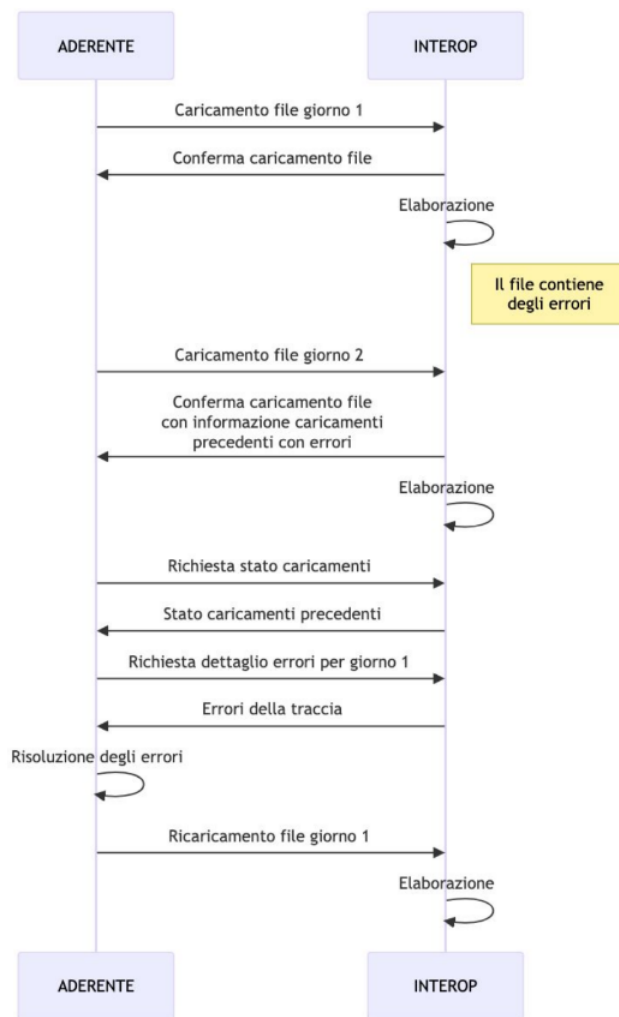 ADERENTE
INTEROP
Caricamento file giorno 1
Conferma caricamento file
Elaborazione
Il file contiene
degli errori
Caricamento file giorno 2
Conferma caricamento file
con informazione caricamenti
precedenti con errori
Elaborazione
Richiesta stato caricamenti
Stato caricamenti precedenti
Richiesta dettaglio errori per giorno 1
Errori della traccia
Risoluzione degli errori
Ricaricamento file giorno 1
Elaborazione
ADERENTE
INTEROP